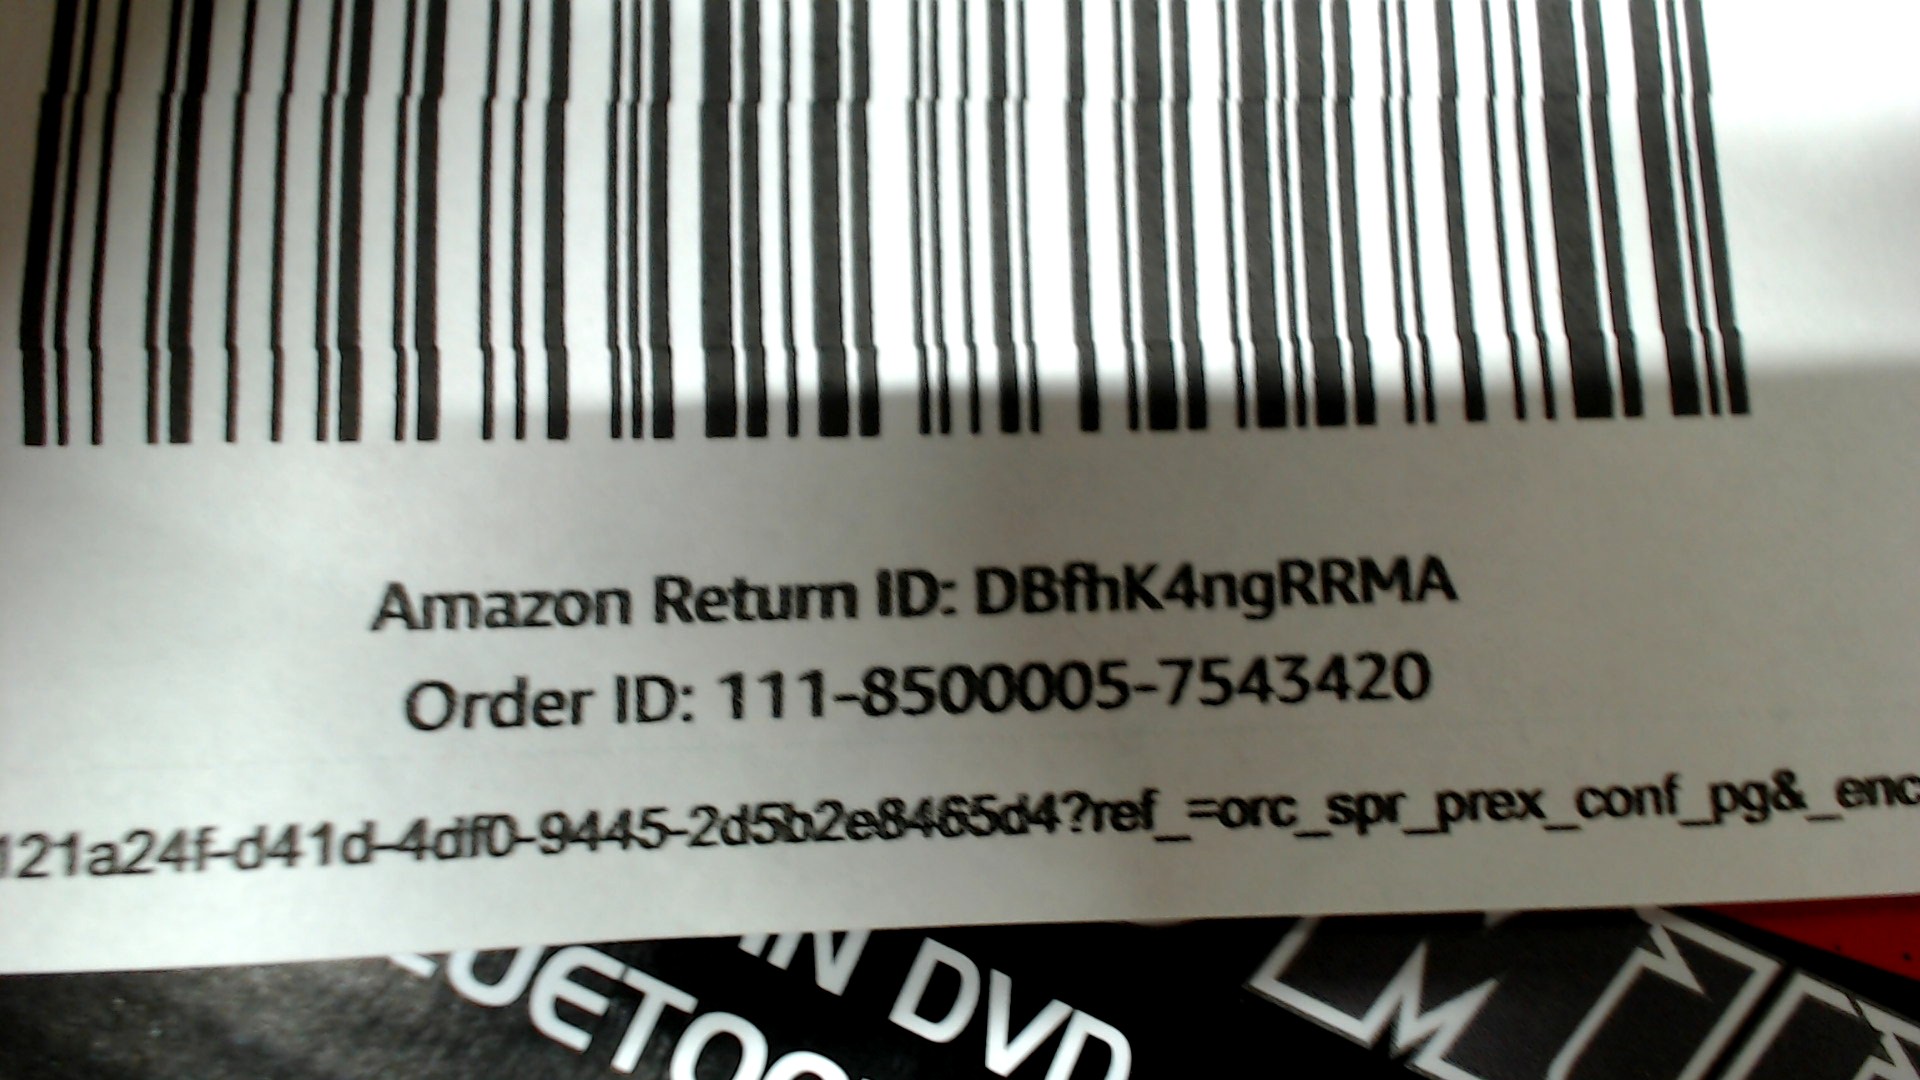 Amazon Return ID: DBfhK4ngRRMA
Order ID: 111-8500005-7543420
121a24f-d41d-4df0-9445-2d5b2e8465d4?ref_=orc_spr_prex_conf_pg&_enc
IN DVD